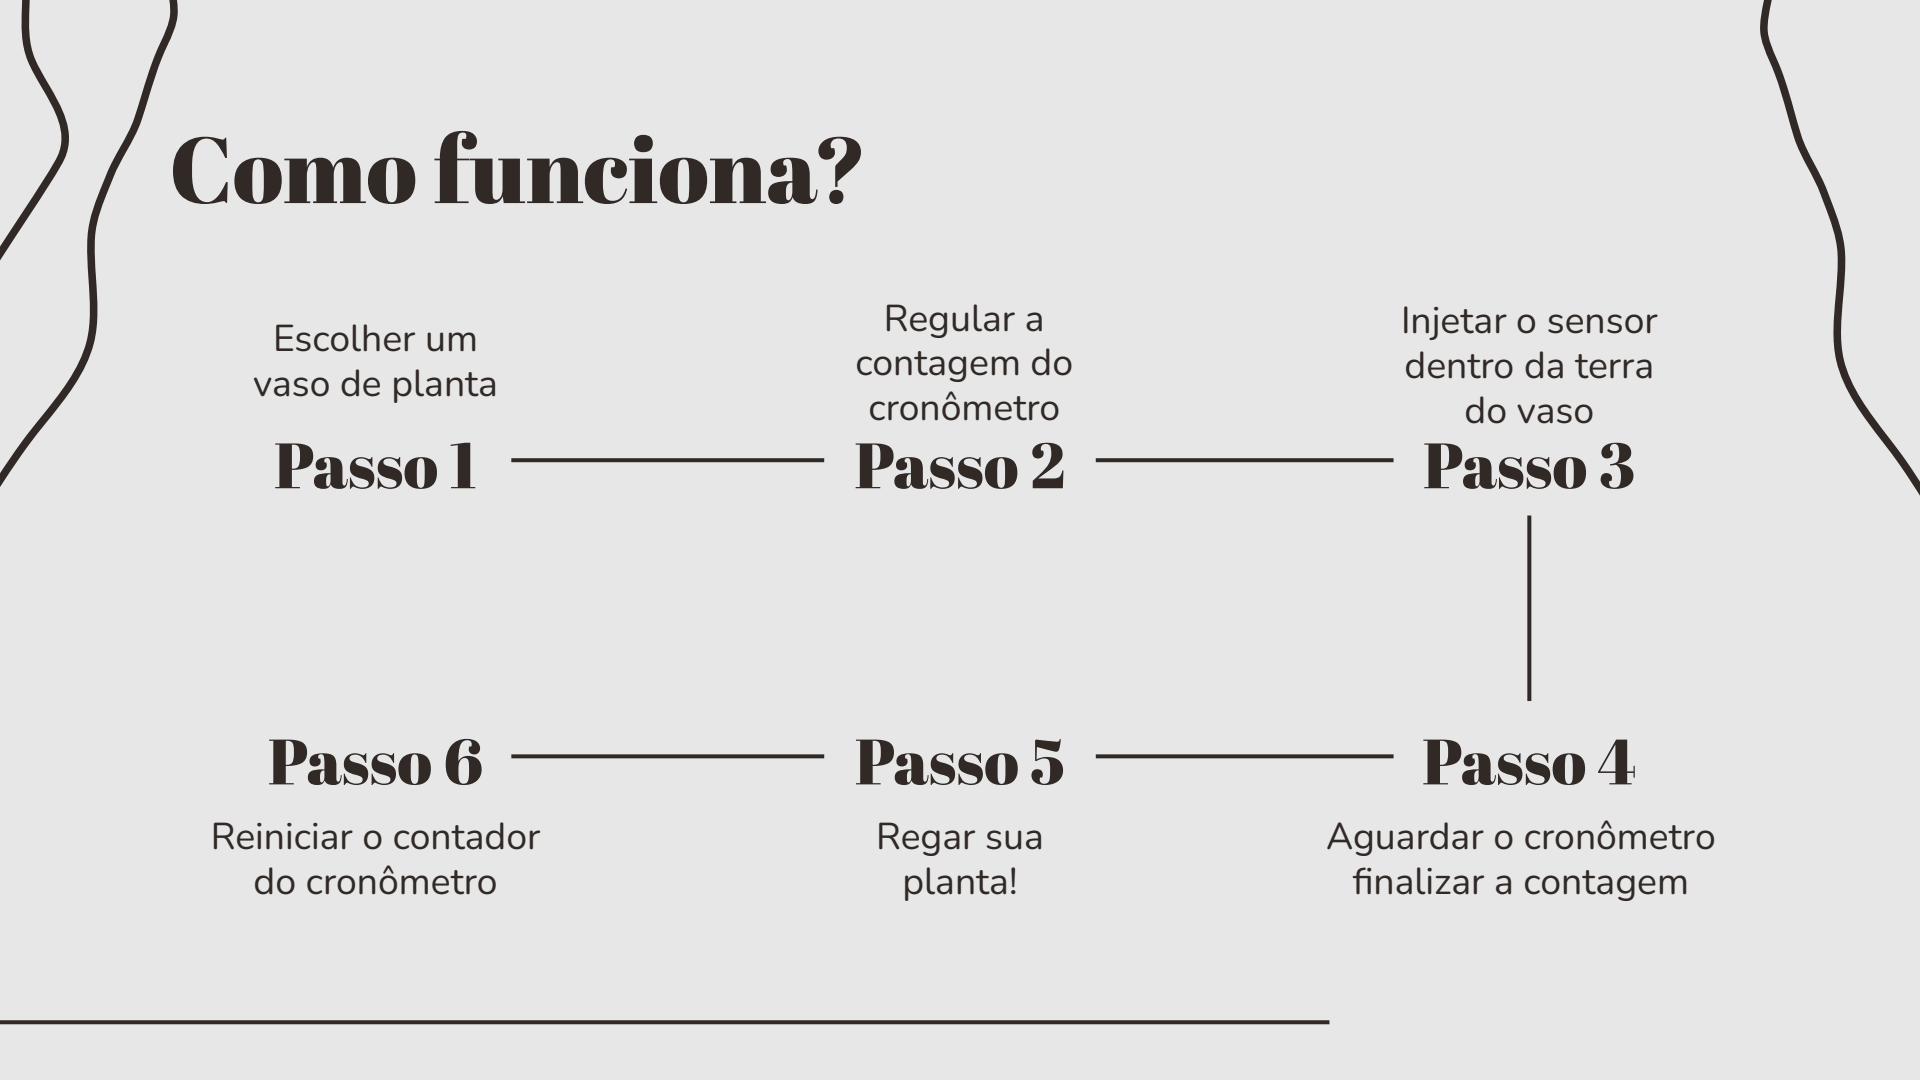 Como funciona?
Escolher um
vaso de planta
Passo 1
Regular a
contagem do
cronômetro
Passo 2
Injetar o sensor
dentro da terra
do vaso
Passo 3
Passo 4
Aguardar o cronômetro
finalizar a contagem
Passo 5
Regar sua
planta!
Passo 6
Reiniciar o contador
do cronômetro